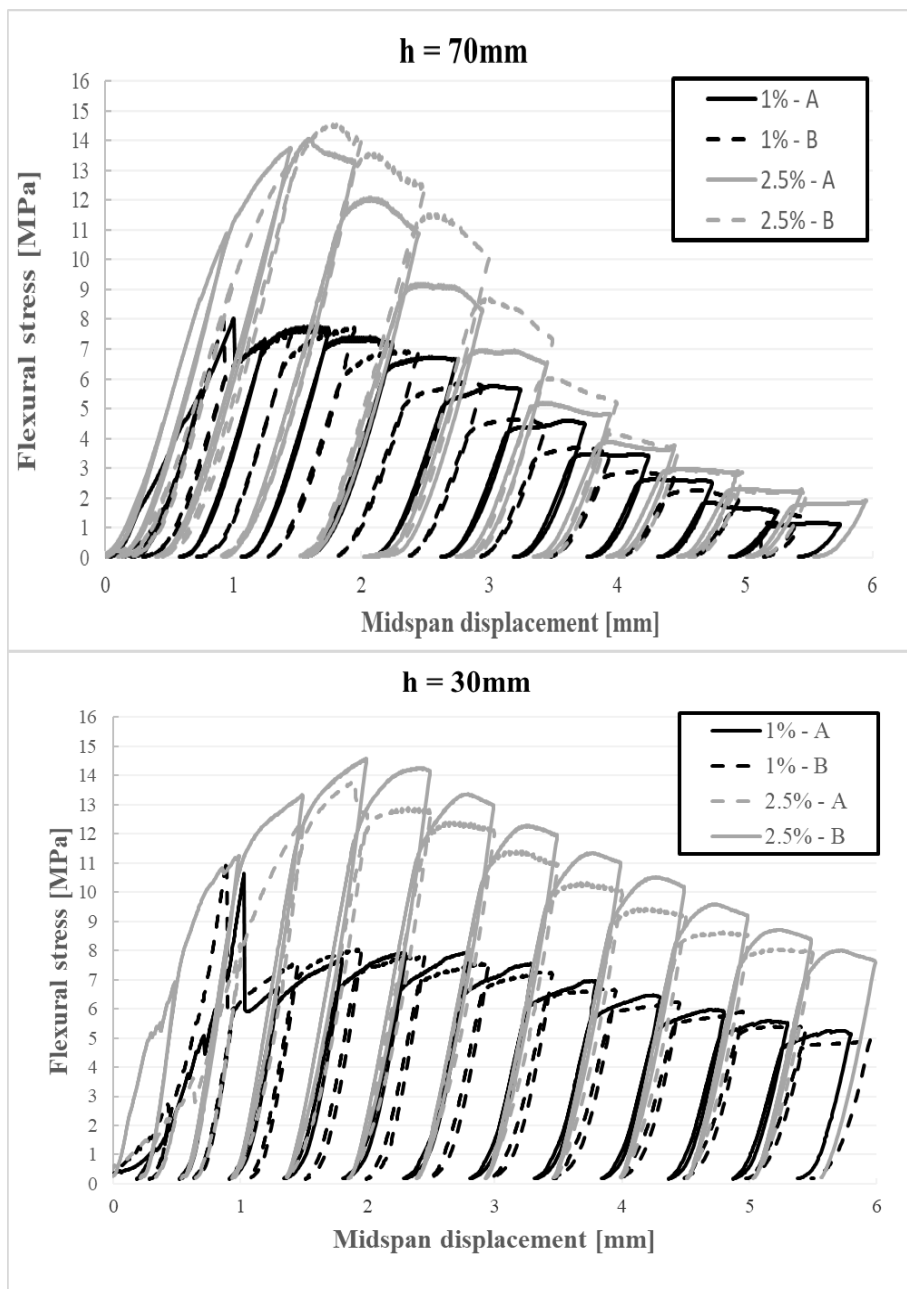 h = 70mm
16
15
14
13
12
11
10
9
8
7
6
5
4
3
2
1
0
Flexural stress [MPa]
1% - A
1% - B
2.5% - A
2.5% - B
0 1 2 3 4 5 6
Midspan displacement [mm]
h = 30mm
16
15
14
13
12
11
10
9
8
7
6
5
4
3
2
1
0
Flexural stress [MPa]
1% - A
1% - B
2.5% - A
2.5% - B
0 1 2 3 4 5 6
Midspan displacement [mm]